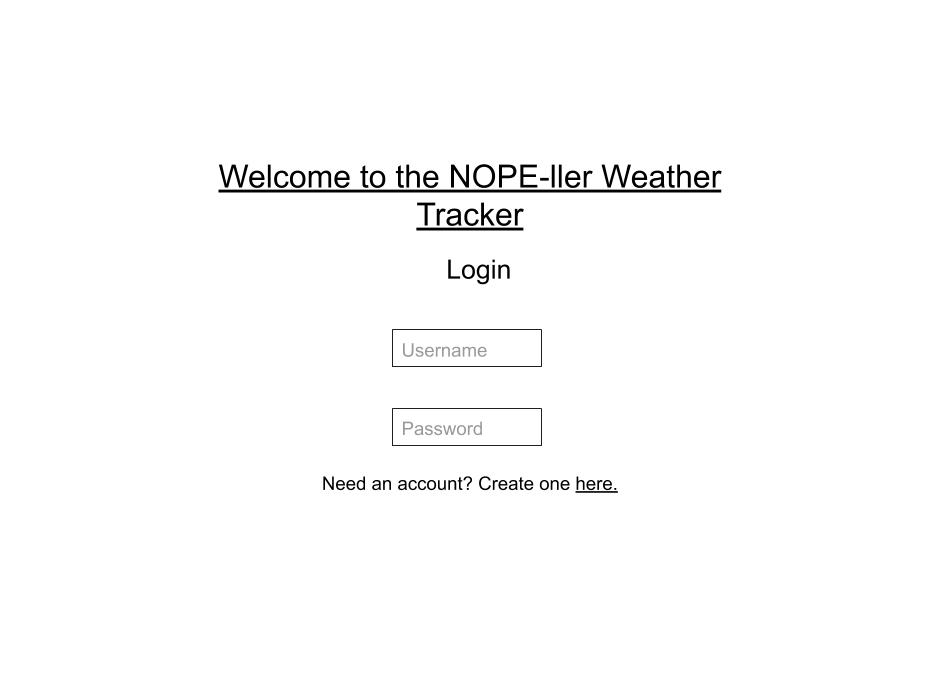 Welcome to the NOPE-ller Weather
Tracker
Login
Username
Password
Need an account? Create one here.